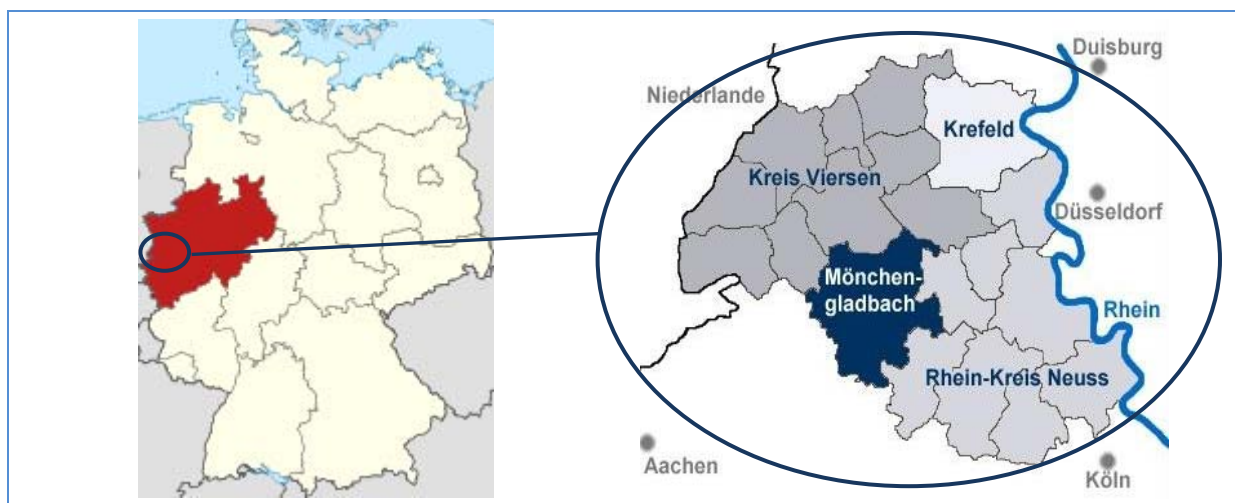 Duisburg
Niederlande
Krefeld
Kreis Viersen
Düsseldorf
Mönchen-
gladbach
Rhein
Rhein-Kreis Neuss
Aachen
Köln